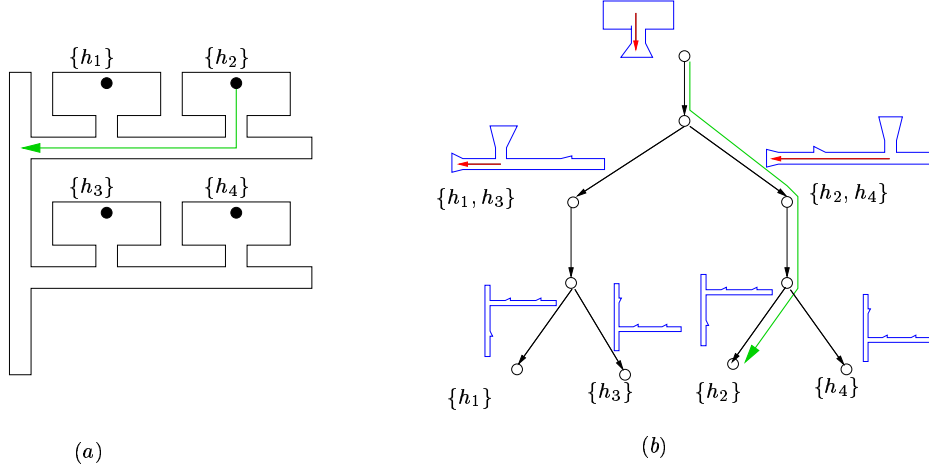 {h₁}
{h₂}
{h₃}
{h₄}
(a)
{h₁, h₃}
{h₂, h₄}
{h₁}
{h₃}
{h₂}
{h₄}
(b)